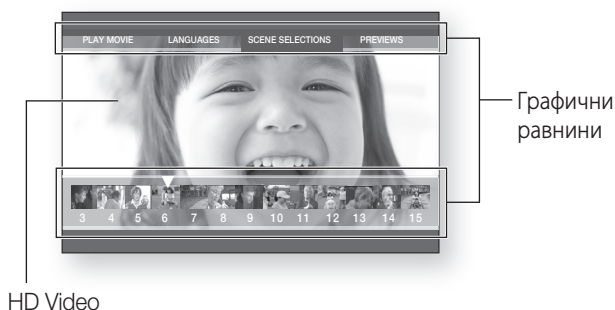 PLAY MOVIE LANGUAGES SCENE SELECTIONS PREVIEWS
Графични
равнини
3 4 5 6 7 8 9 10 11 12 13 14 15
HD Video